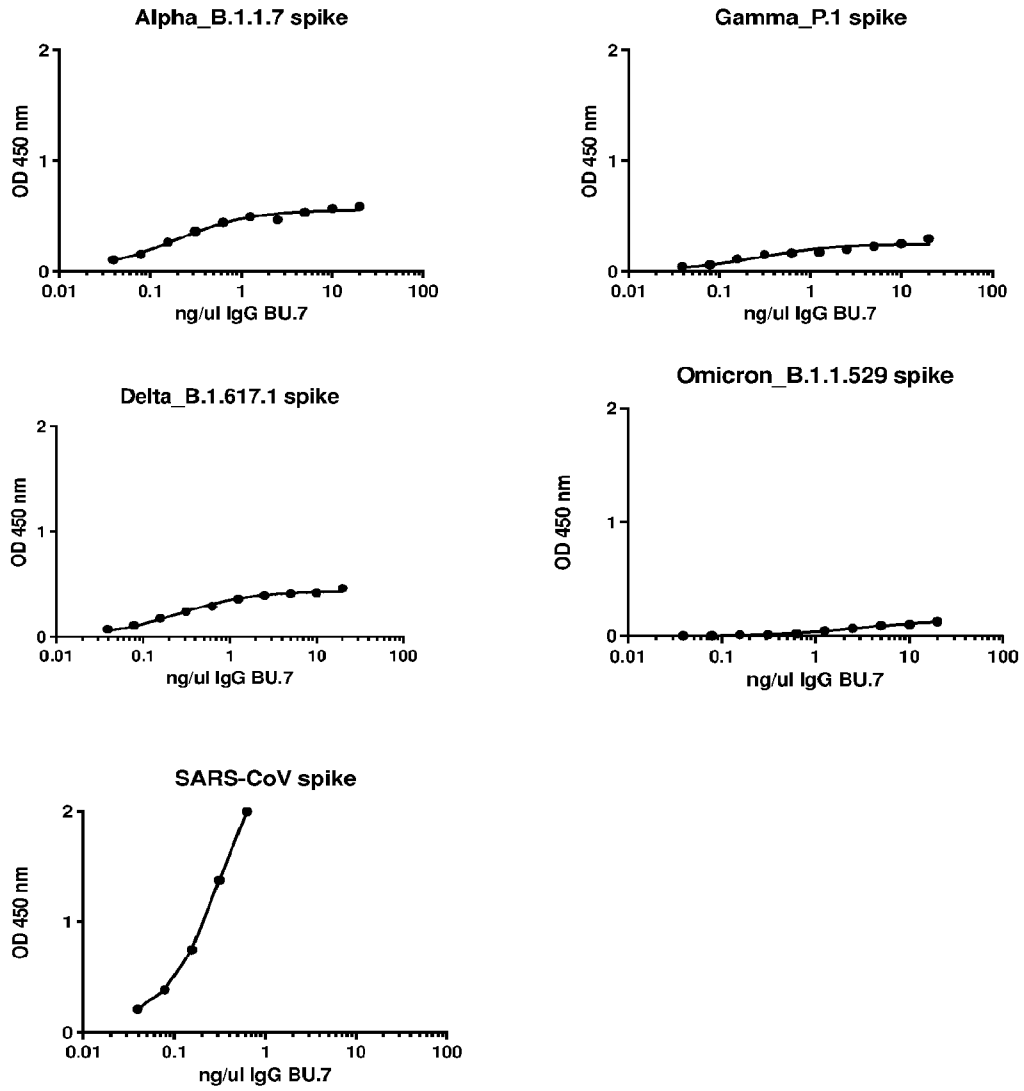 Alpha_B.1.1.7 spike
2
1
0
OD 450 nm
0.01 0.1 1 10 100
ng/ul IgG BU.7
Gamma_P.1 spike
2
1
0
OD 450 nm
0.01 0.1 1 10 100
ng/ul IgG BU.7
Delta_B.1.617.1 spike
2
1
0
OD 450 nm
0.01 0.1 1 10 100
ng/ul IgG BU.7
Omicron_B.1.1.529 spike
2
1
0
OD 450 nm
0.01 0.1 1 10 100
ng/ul IgG BU.7
SARS-CoV spike
2
1
0
OD 450 nm
0.01 0.1 1 10 100
ng/ul IgG BU.7